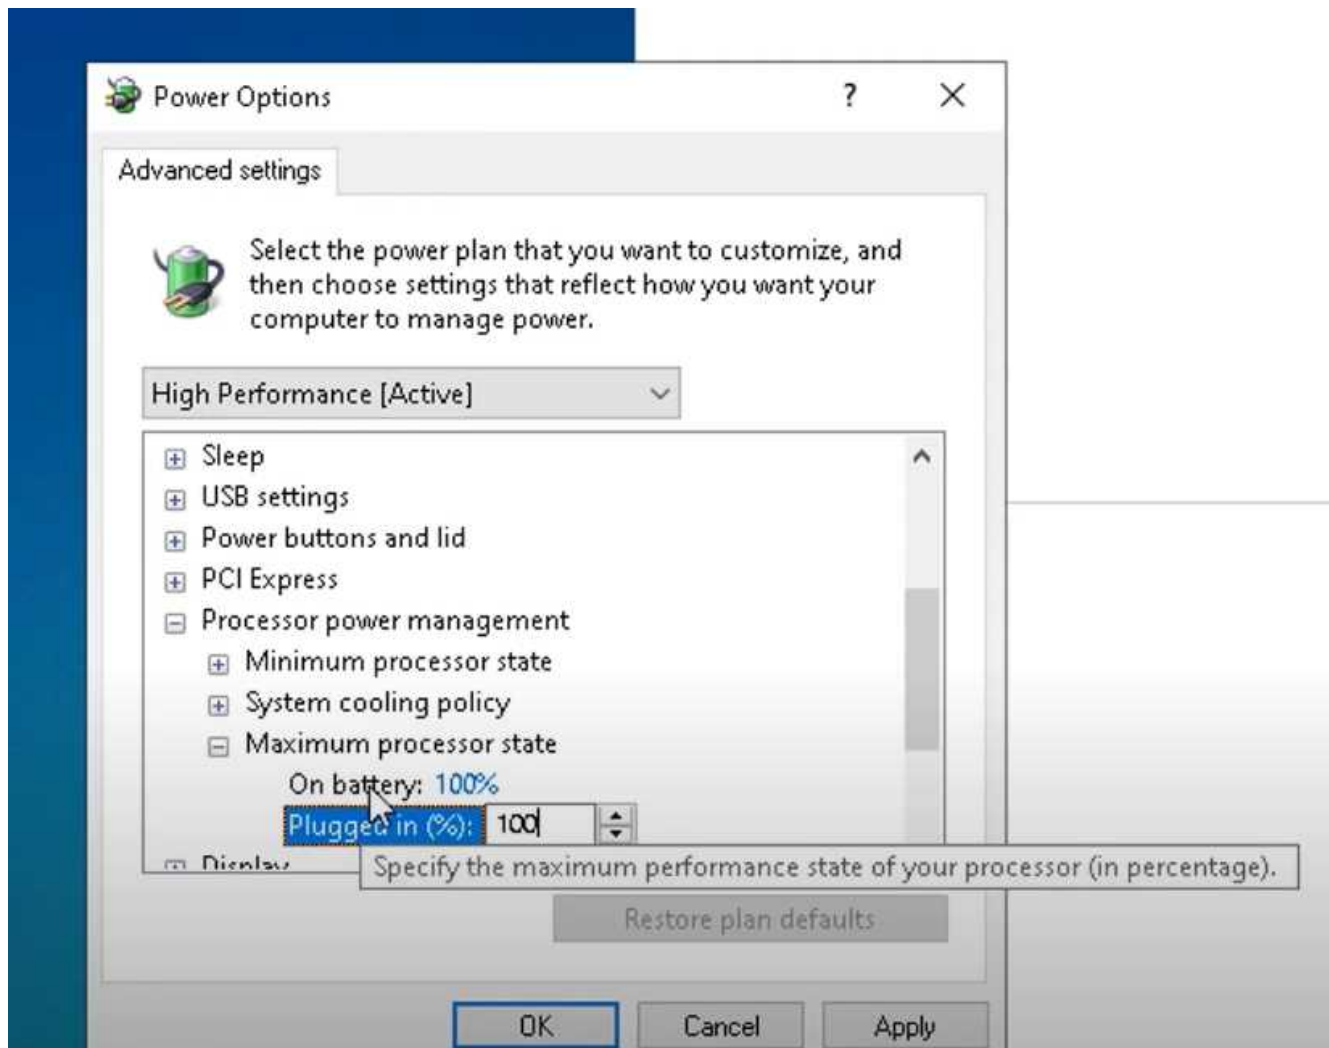 Power Options
?
Advanced settings
Select the power plan that you want to customize, and
then choose settings that reflect how you want your
computer to manage power.
High Performance [Active]
Sleep
USB settings
Power buttons and lid
PCI Express
Processor power management
Minimum processor state
System cooling policy
Maximum processor state
On battery: 100%
Plugged in (%): 100
Display
Specify the maximum performance state of your processor (in percentage).
Restore plan defaults
OK Cancel Apply